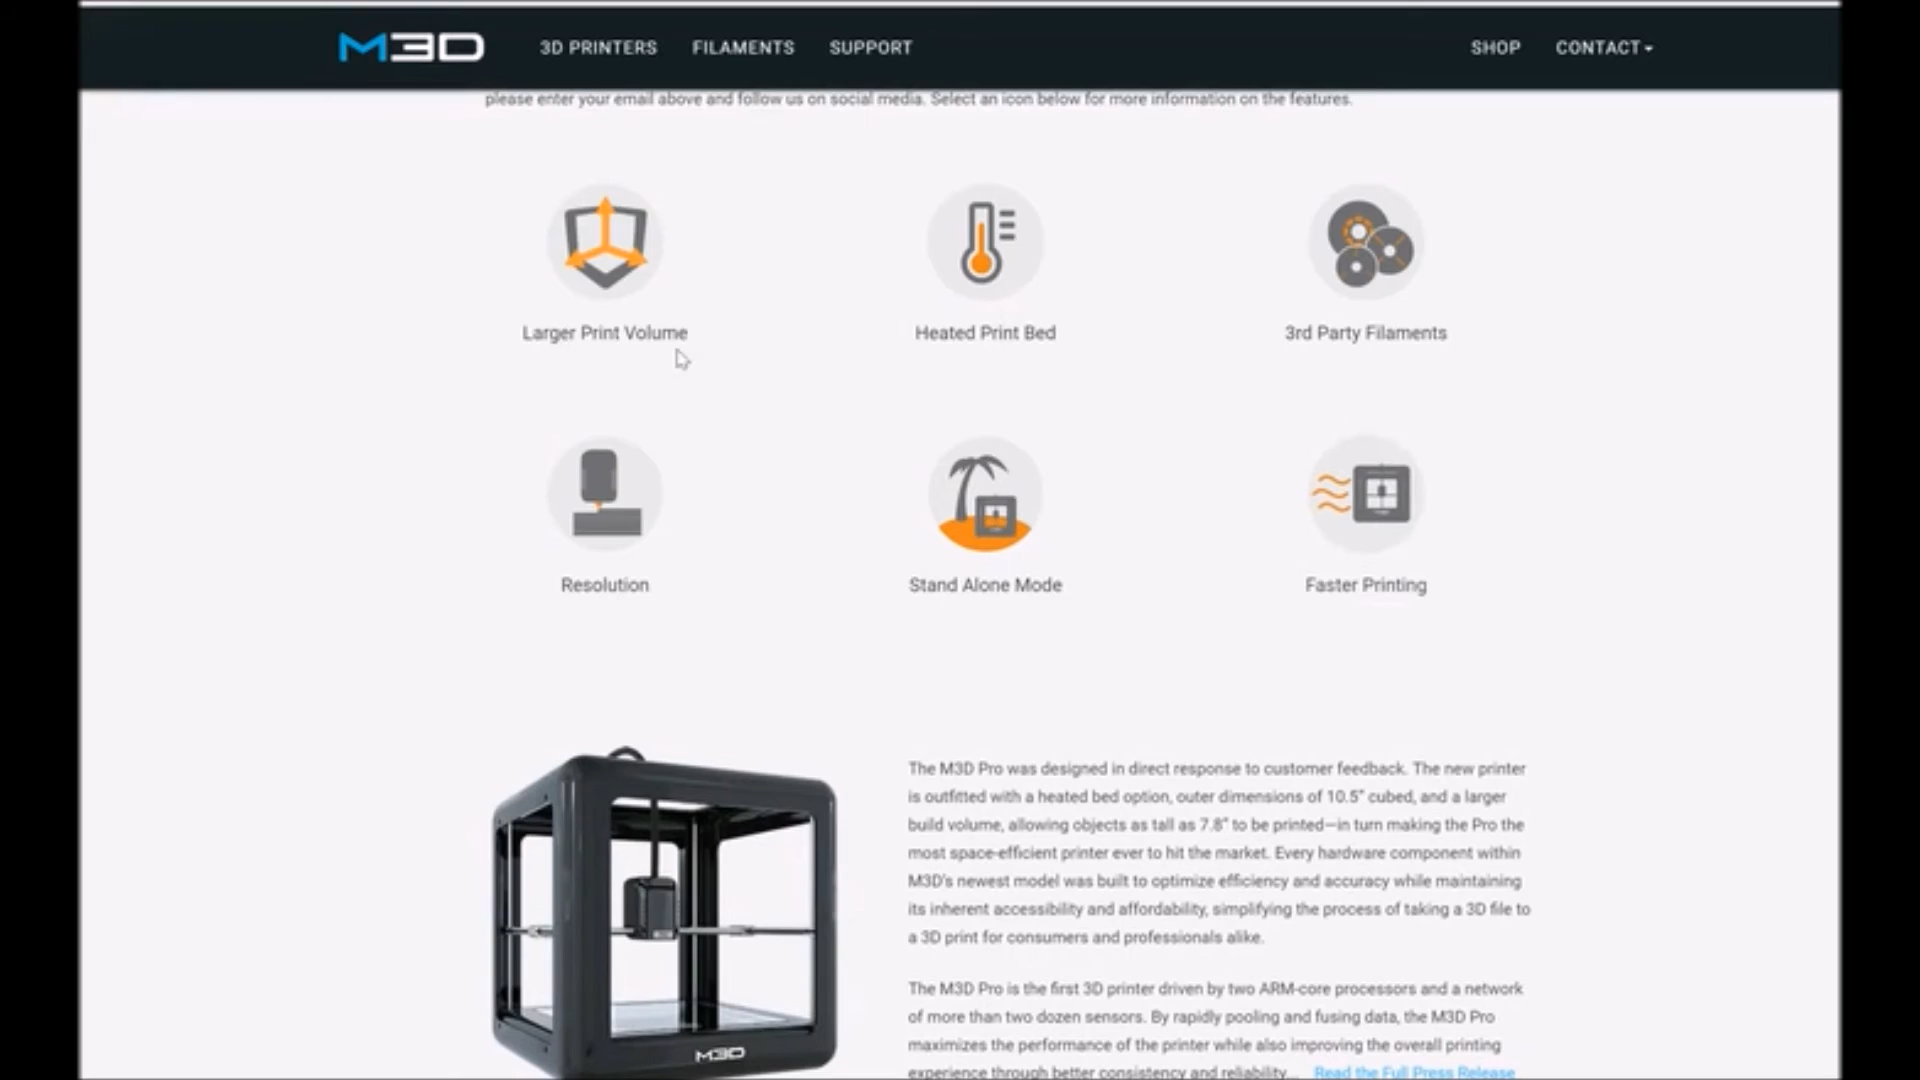 M3D 3D PRINTERS FILAMENTS SUPPORT SHOP CONTACT
please enter your email above and follow us on social media. Select an icon below for more information on the features.
Larger Print Volume Heated Print Bed 3rd Party Filaments
Resolution Stand Alone Mode Faster Printing
The M3D Pro was designed in direct response to customer feedback. The new printer
is outfitted with a heated bed option, outer dimensions of 10.5" cubed, and a larger
build volume, allowing objects as tall as 7.8" to be printed—in turn making the Pro the
most space-efficient printer ever to hit the market. Every hardware component within
M3D's newest model was built to optimize efficiency and accuracy while maintaining
its inherent accessibility and affordability, simplifying the process of taking a 3D file to
a 3D print for consumers and professionals alike.
The M3D Pro is the first 3D printer driven by two ARM-core processors and a network
of more than two dozen sensors. By rapidly pooling and fusing data, the M3D Pro
maximizes the performance of the printer while also improving the overall printing
experience through better consistency and reliability... Read the Full Press Release
M3D